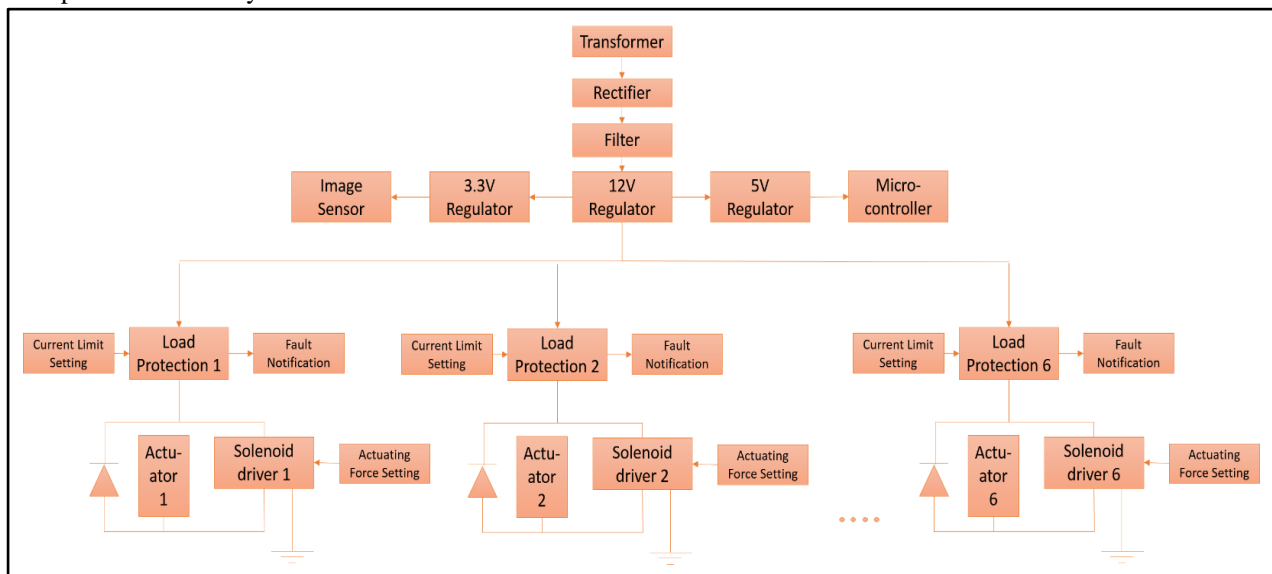 Transformer
Rectifier
Filter
Image
Sensor
3.3V
Regulator
12V
Regulator
5V
Regulator
Micro-
controller
Current Limit
Setting
Load
Protection 1
Fault
Notification
Current Limit
Setting
Load
Protection 2
Fault
Notification
Current Limit
Setting
Load
Protection 6
Fault
Notification
Actu-
ator
1
Solenoid
driver 1
Actuating
Force Setting
Actu-
ator
2
Solenoid
driver 2
Actuating
Force Setting
Actu-
ator
6
Solenoid
driver 6
Actuating
Force Setting